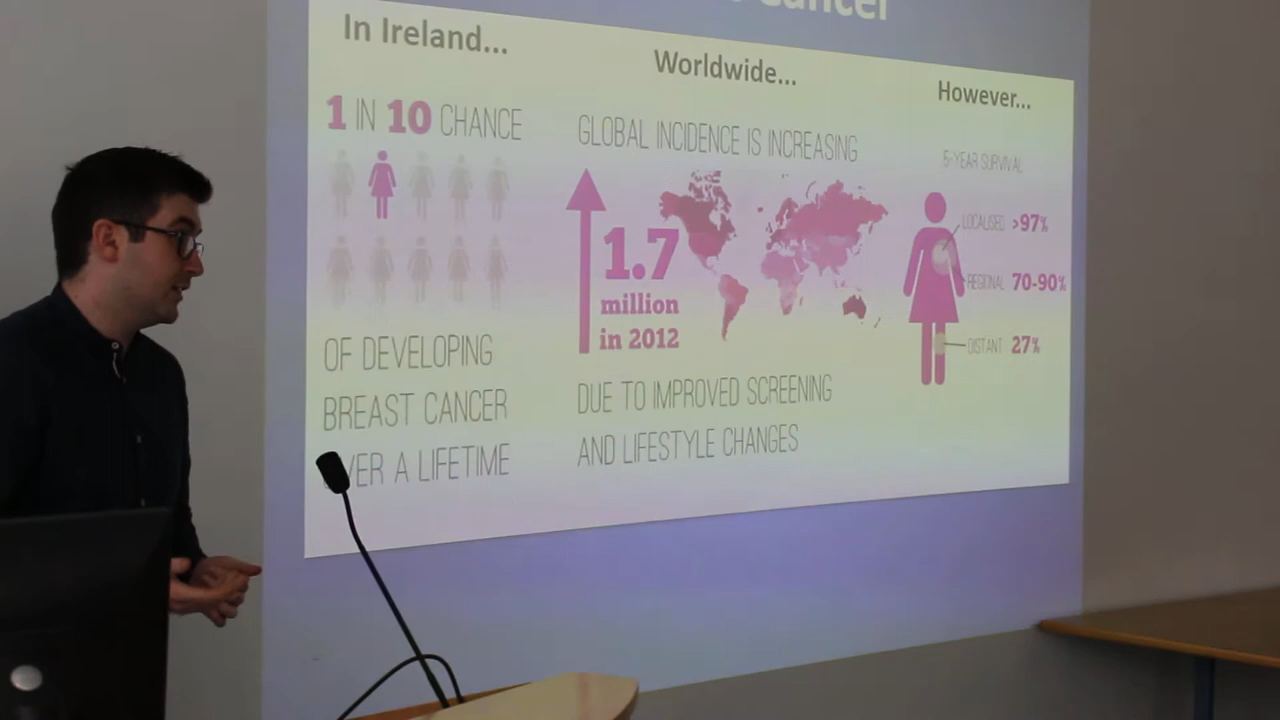 Cancer
In Ireland...
1 IN 10 CHANCE
OF DEVELOPING
BREAST CANCER
OVER A LIFETIME
Worldwide...
GLOBAL INCIDENCE IS INCREASING
1.7
million
in 2012
DUE TO IMPROVED SCREENING
AND LIFESTYLE CHANGES
However...
5-YEAR SURVIVAL
LOCALISED >97%
REGIONAL 70-90%
DISTANT 27%